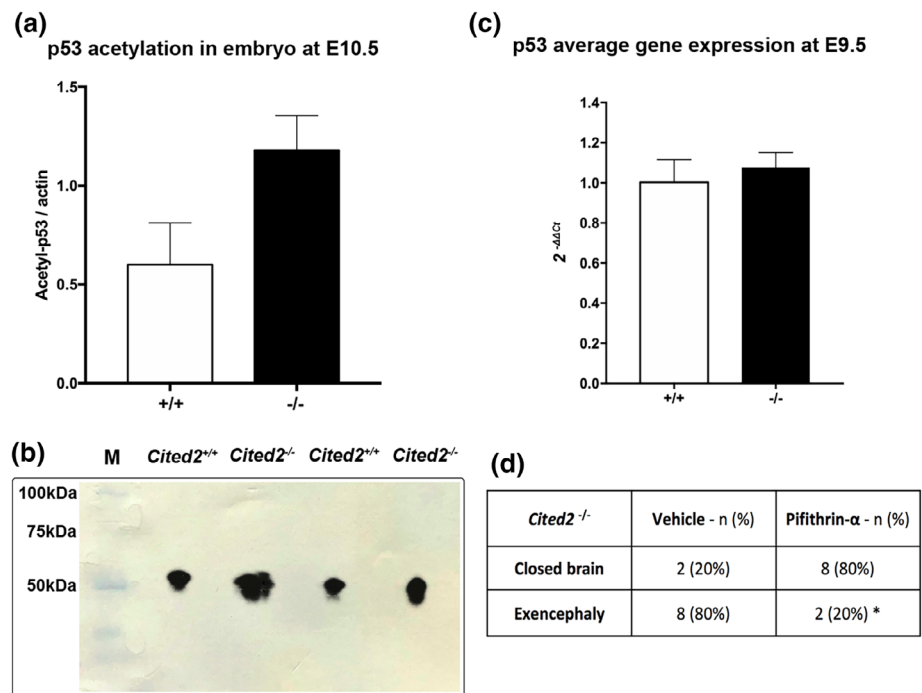 (a)
p53 acetylation in embryo at E10.5
Acetyl-p53 / actin
1.5
1.0
0.5
0.0
+/+
-/-
(c)
p53 average gene expression at E9.5
2 -ΔΔCt
1.4
1.2
1.0
0.8
0.6
0.4
0.2
0.0
+/+
-/-
(b)
M Cited2+/+ Cited2-/- Cited2+/+ Cited2-/-
100kDa
75kDa
50kDa
(d)
Cited2 -/- Vehicle - n (%) Pifithrin-α - n (%)
Closed brain 2 (20%) 8 (80%)
Exencephaly 8 (80%) 2 (20%) *